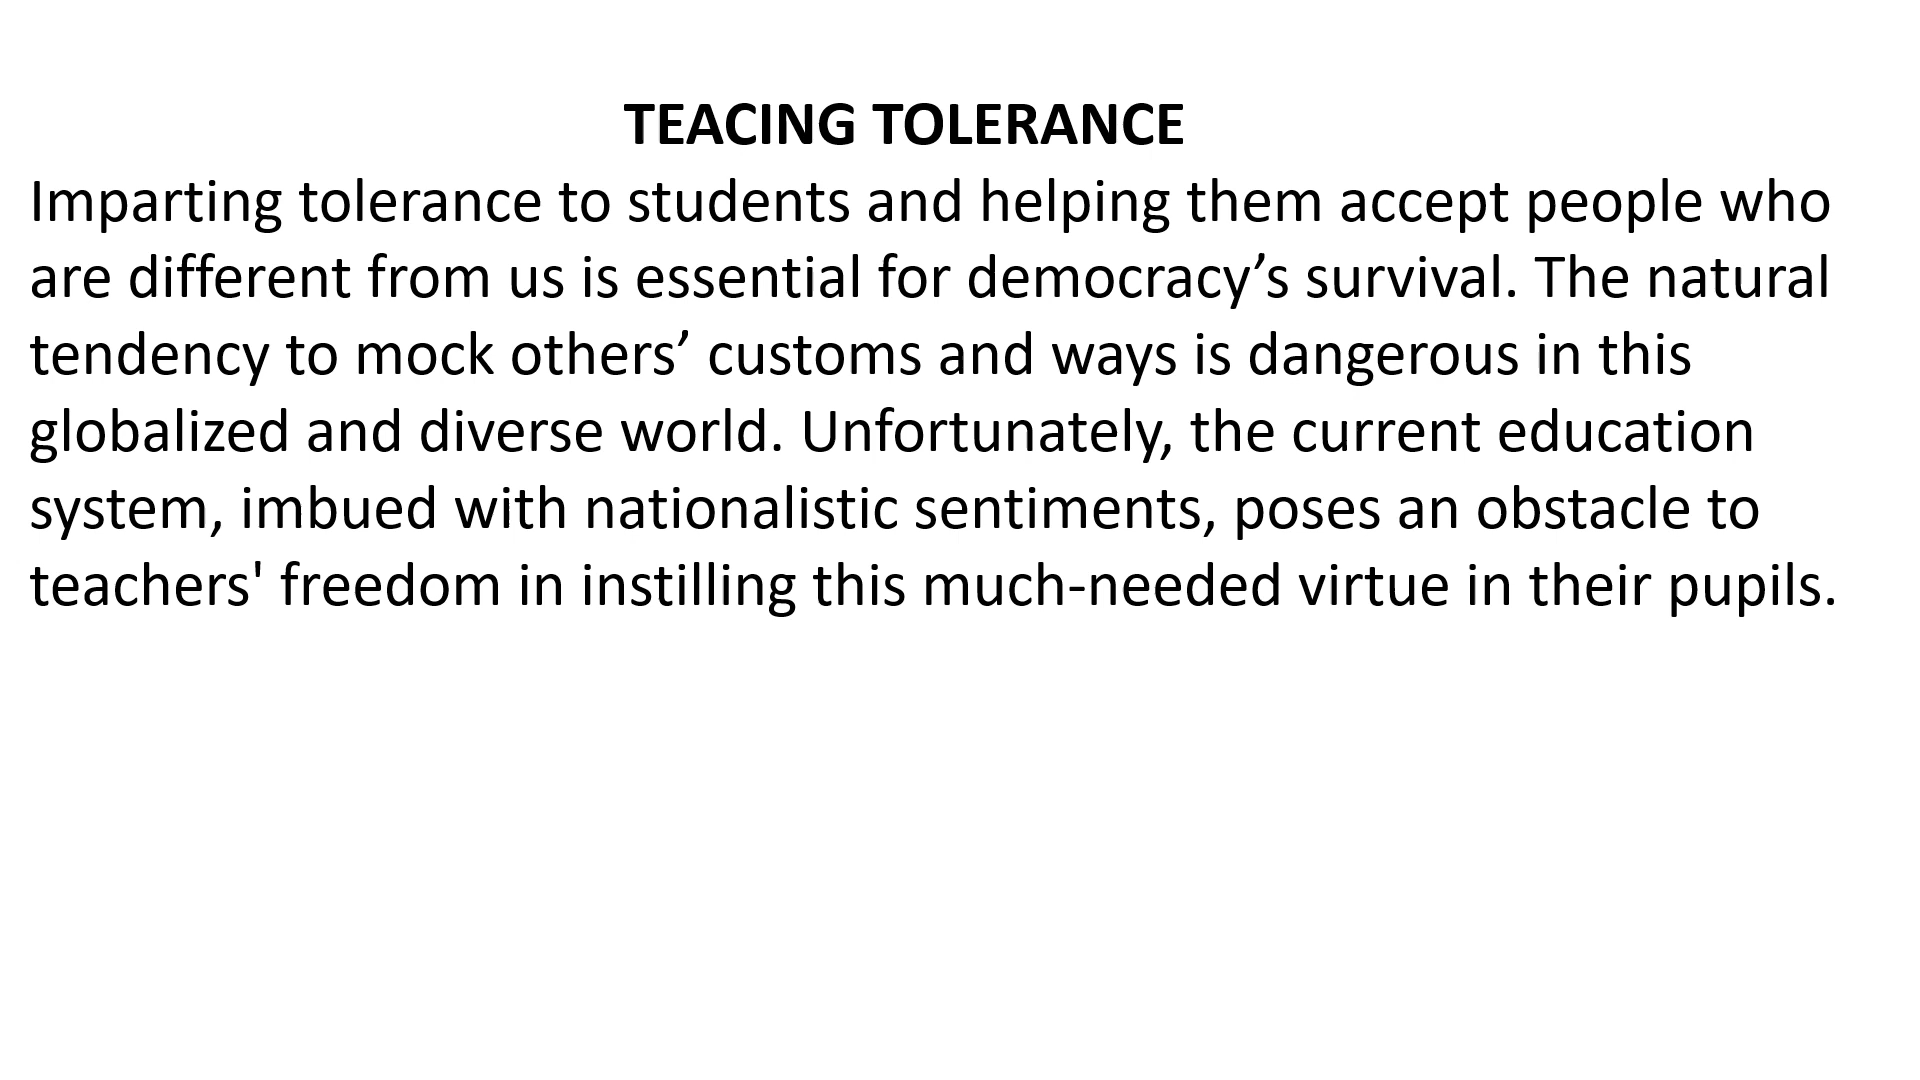 TEACING TOLERANCE
Imparting tolerance to students and helping them accept people who
are different from us is essential for democracy’s survival. The natural
tendency to mock others’ customs and ways is dangerous in this
globalized and diverse world. Unfortunately, the current education
system, imbued with nationalistic sentiments, poses an obstacle to
teachers' freedom in instilling this much-needed virtue in their pupils.